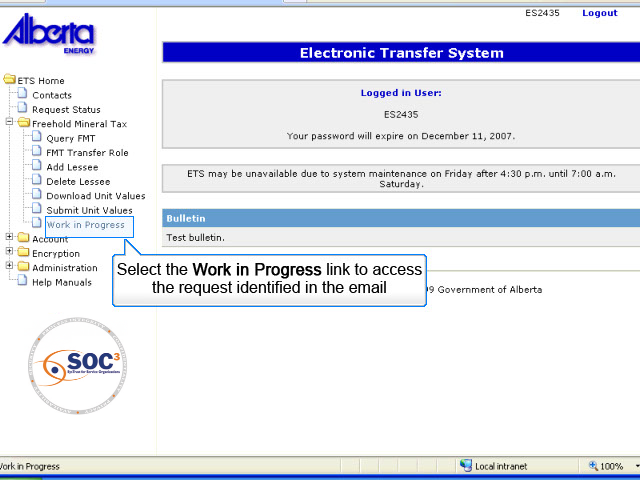 ES2435 Logout
Alberta
ENERGY
Electronic Transfer System
ETS Home
Contacts
Request Status
Freehold Mineral Tax
Query FMT
FMT Transfer Role
Add Lessee
Delete Lessee
Download Unit Values
Submit Unit Values
Work in Progress
Account
Encryption
Administration
Help Manuals
Logged in User:
ES2435
Your password will expire on December 11, 2007.
ETS may be unavailable due to system maintenance on Friday after 4:30 p.m. until 7:00 a.m.
Saturday.
Bulletin
Test bulletin.
Select the Work in Progress link to access
the request identified in the email
09 Government of Alberta
SOC3
Work in Progress
Local intranet
100%